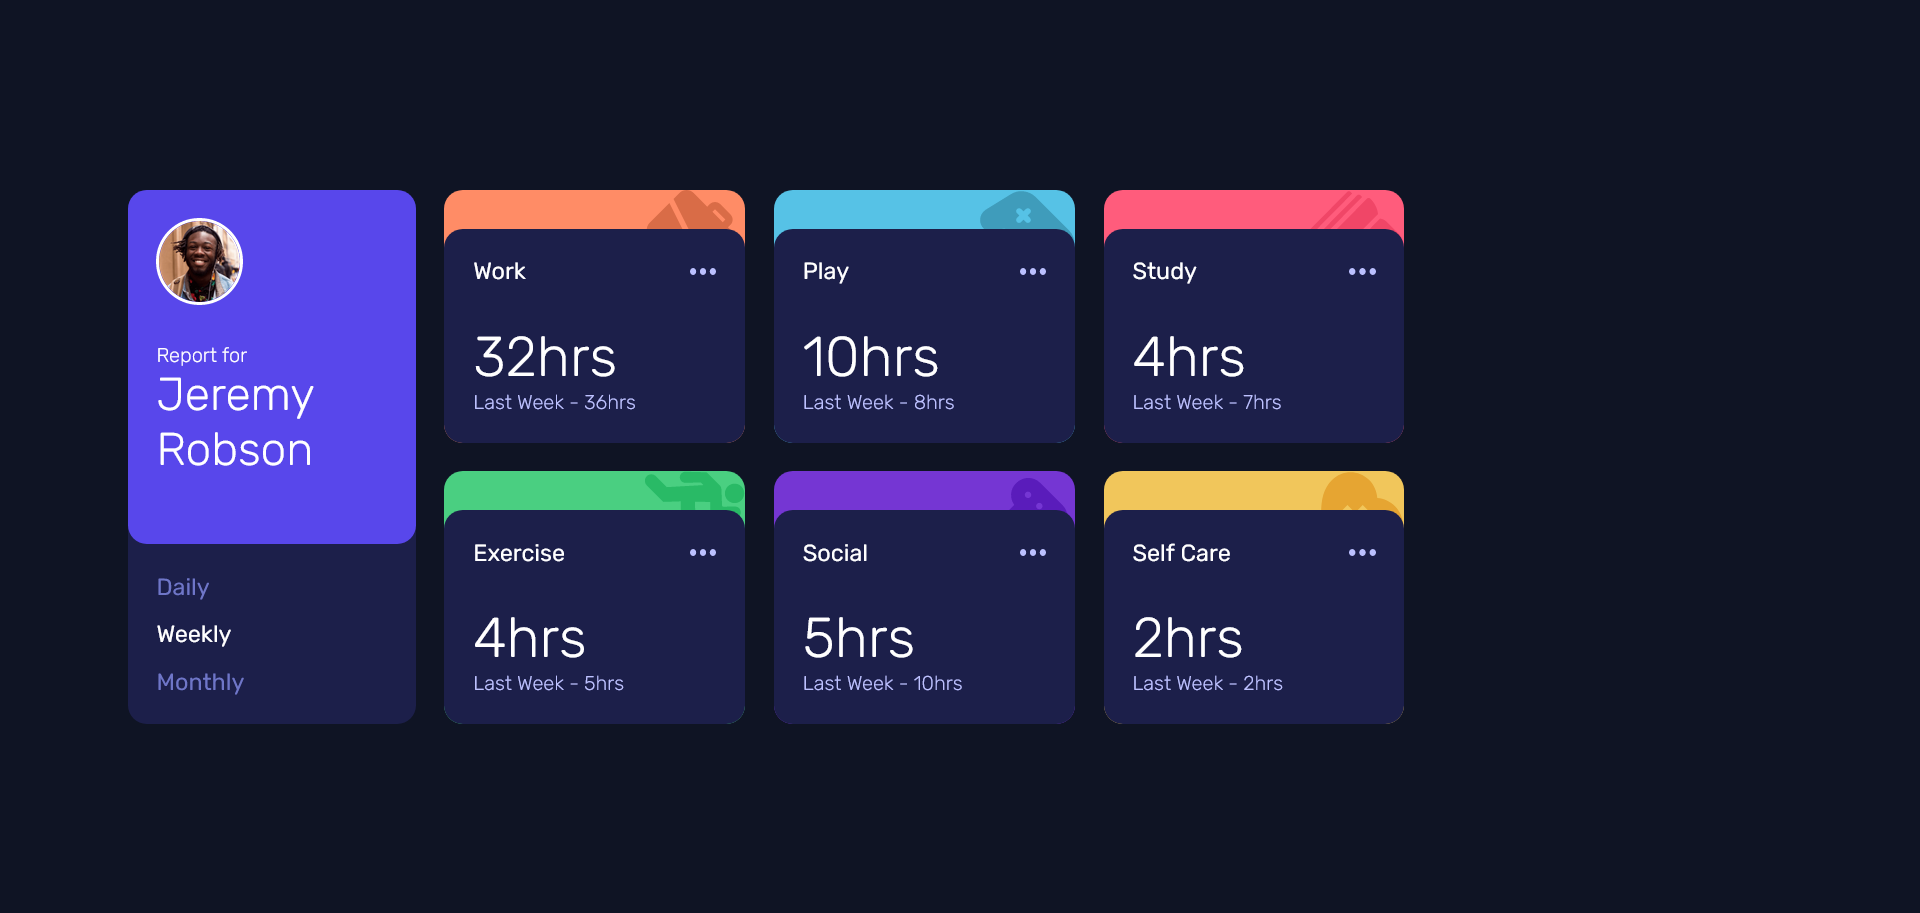 Report for
Jeremy
Robson
Daily
Weekly
Monthly
Work
32hrs
Last Week - 36hrs
Play
10hrs
Last Week - 8hrs
Study
4hrs
Last Week - 7hrs
Exercise
4hrs
Last Week - 5hrs
Social
5hrs
Last Week - 10hrs
Self Care
2hrs
Last Week - 2hrs